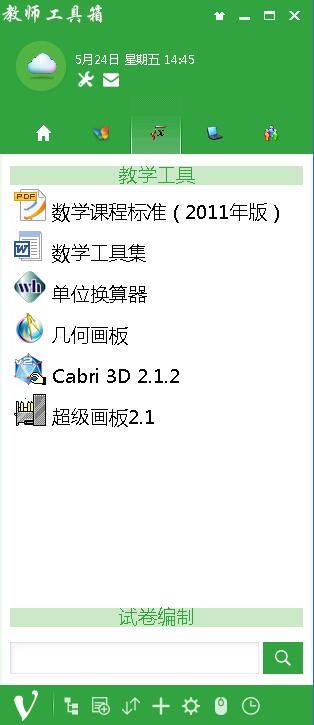 教师工具箱
5月24日 星期五 14:45
教学工具
数学课程标准（2011年版）
数学工具集
单位换算器
几何画板
Cabri 3D 2.1.2
超级画板2.1
试卷编制